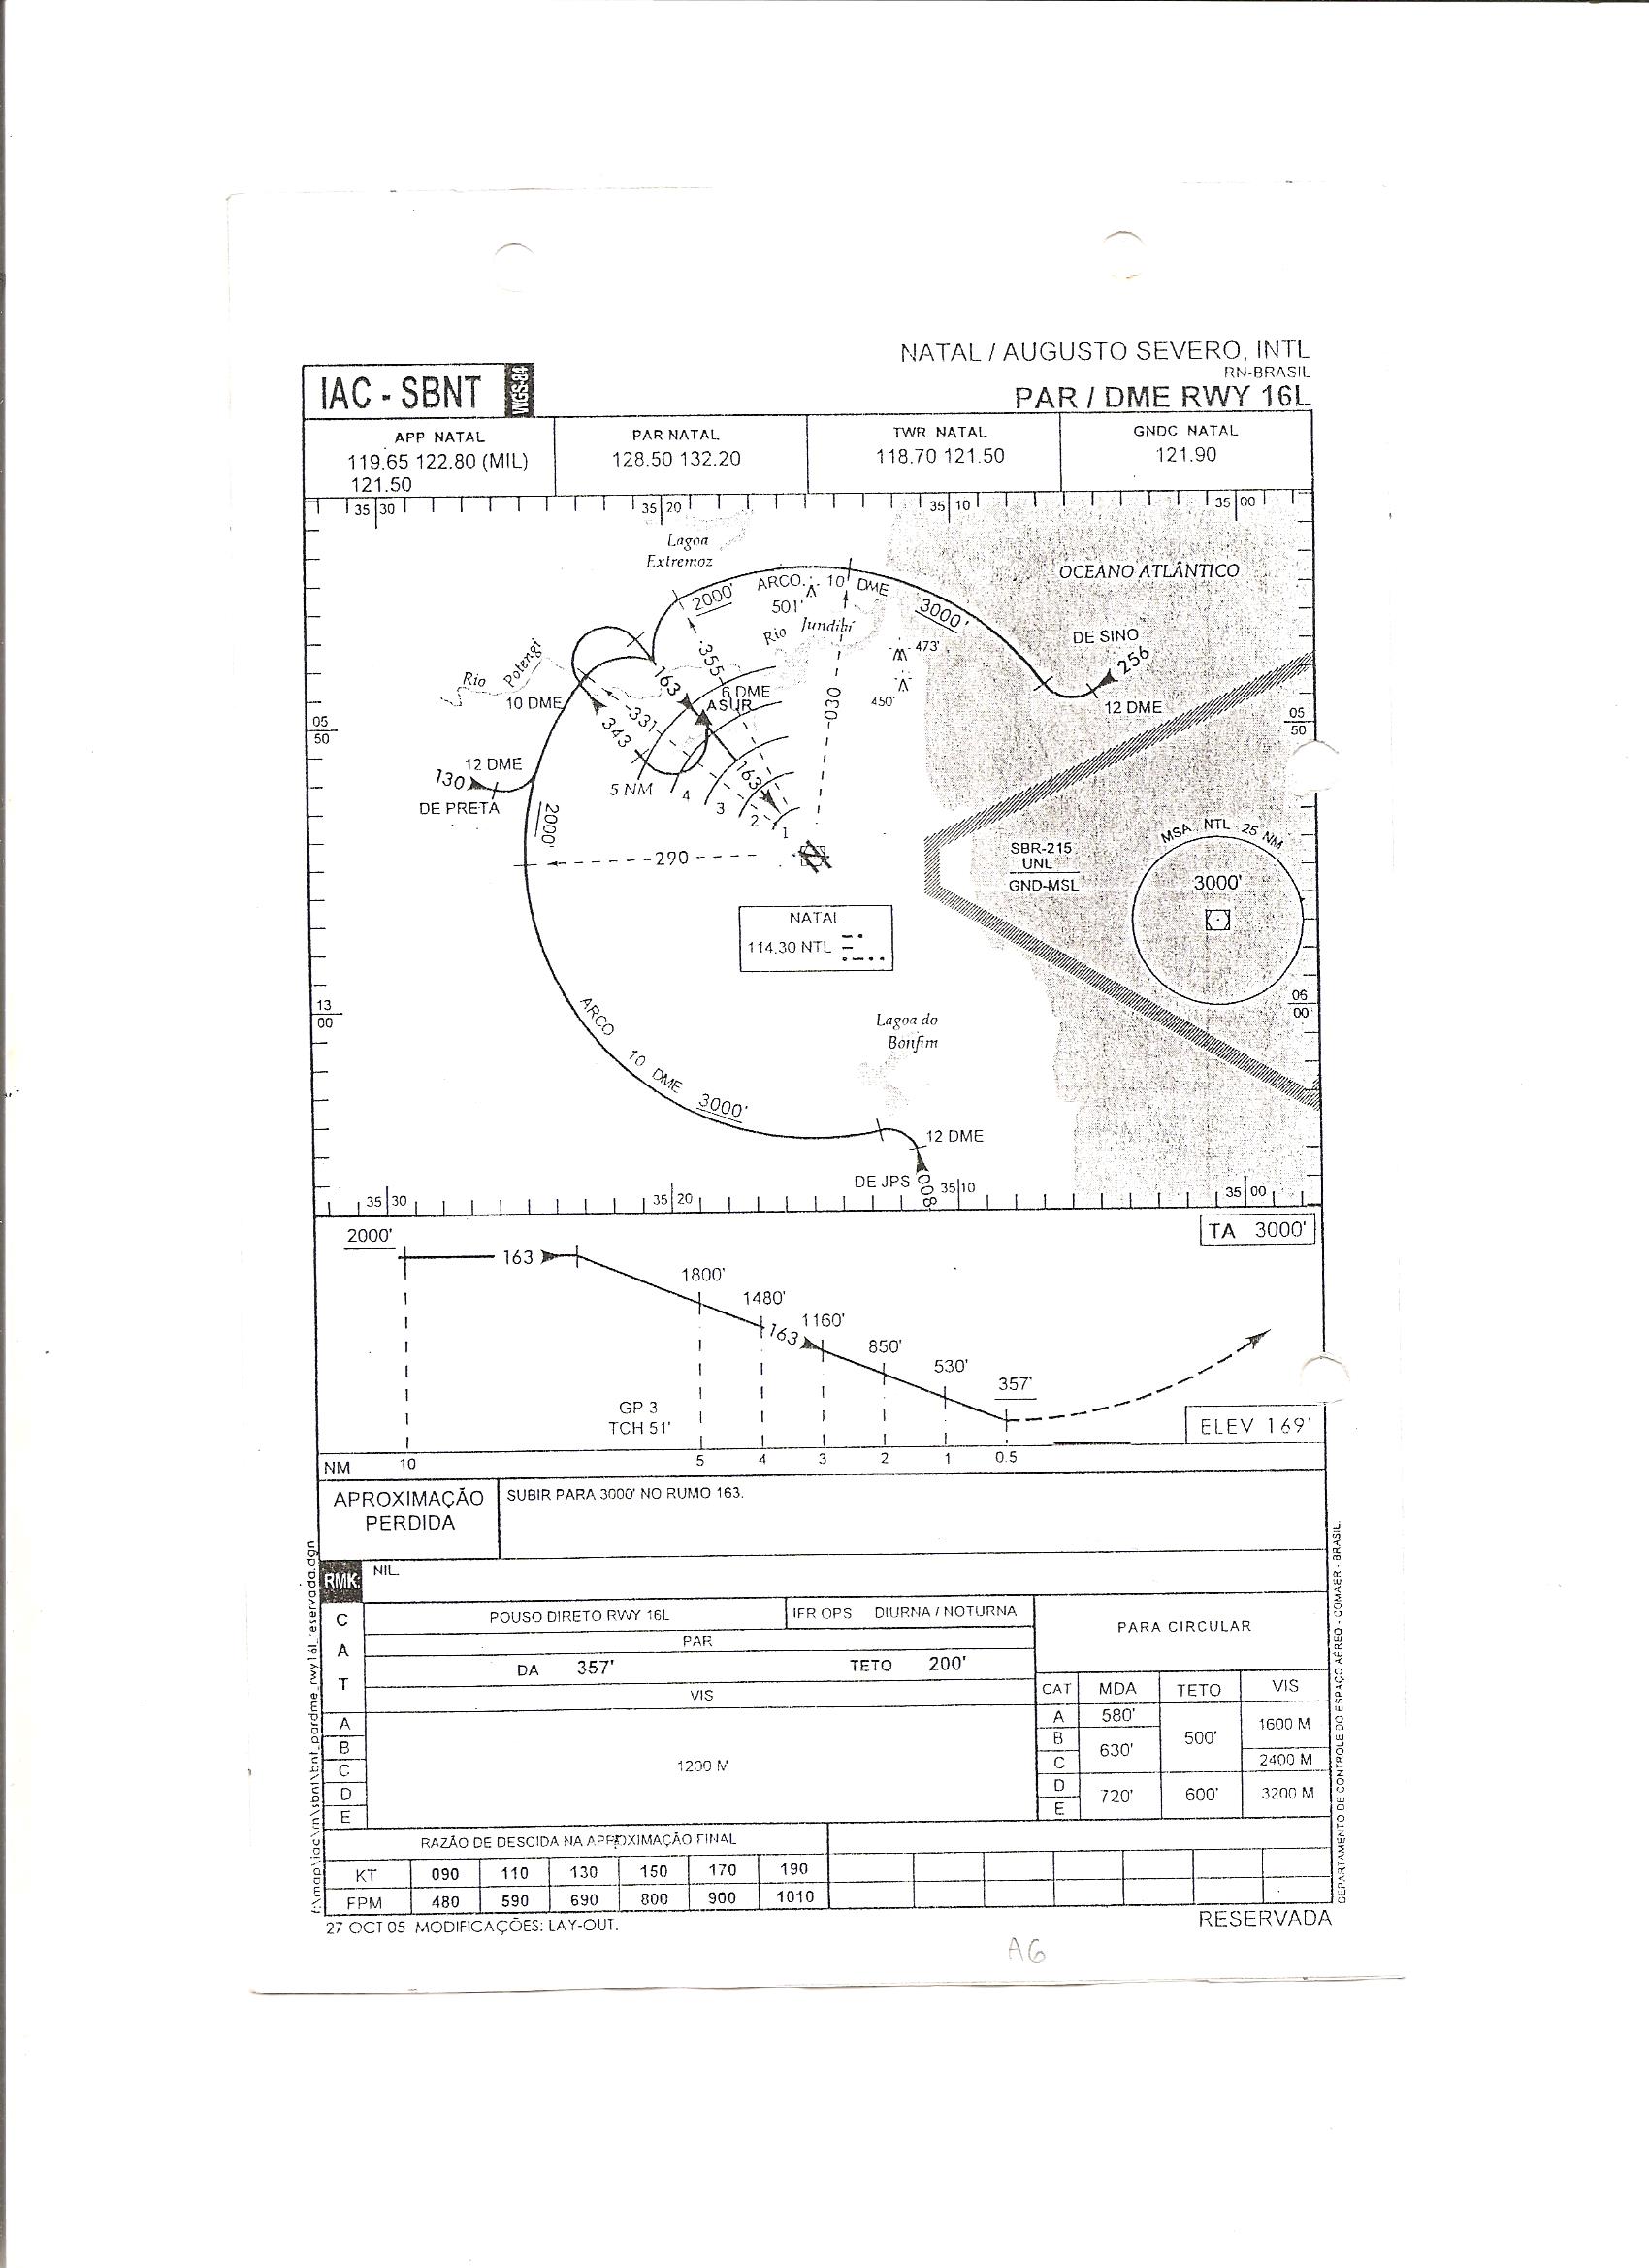 NATAL / AUGUSTO SEVERO, INTL
RN-BRASIL
IAC - SBNT
WGS-84
PAR / DME RWY 16L
APP NATAL
119.65 122.80 (MIL)
121.50
PAR NATAL
128.50 132.20
TWR NATAL
118.70 121.50
GNDC NATAL
121.90
35 30
35 20
35 10
35 00
Lagoa
Extremoz
OCEANO ATLÂNTICO
2000'
ARCO 10 DME
3000'
501'
Rio Jundibí
473'
450'
DE SINO
256
12 DME
Rio Potengi
10 DME
355
163
6 DME
ASUR
331
343
030
05
50
05
50
12 DME
130
DE PRETA
5 NM
4
3
2
1
163
2000'
290
SBR-215
UNL
GND-MSL
MSA NTL 25 NM
3000'
NATAL
114.30 NTL
13
00
06
00
ARCO 10 DME
3000'
Lagoa do
Bonfim
12 DME
DE JPS
008
35 30
35 20
35 10
35 00
TA 3000'
2000'
163
1800'
1480'
163
1160'
850'
530'
357'
GP 3
TCH 51'
ELEV 169'
NM 10 5 4 3 2 1 0.5
APROXIMAÇÃO
PERDIDA
SUBIR PARA 3000' NO RUMO 163.
RMK
NIL.
C
A
T
POUSO DIRETO RWY 16L
IFR OPS DIURNA / NOTURNA
PARA CIRCULAR
PAR
DA 357' TETO 200'
VIS
CAT MDA TETO VIS
A
B
C
D
E
1200 M
A
B
C
D
E
580'
630'
720'
500'
600'
1600 M
2400 M
3200 M
RAZÃO DE DESCIDA NA APROXIMAÇÃO FINAL
KT 090 110 130 150 170 190
FPM 480 590 690 800 900 1010
27 OCT 05 MODIFICAÇÕES: LAY-OUT.
RESERVADA
DEPARTAMENTO DE CONTROLE DO ESPAÇO AÉREO - COMAER - BRASIL.
A6